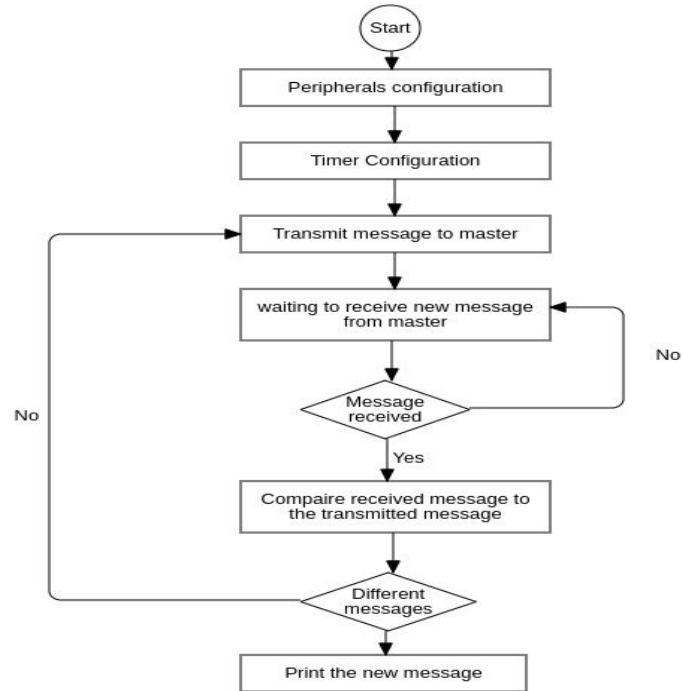 Start
Peripherals configuration
Timer Configuration
Transmit message to master
waiting to receive new message
from master
No
Message
received
No
Yes
Compaire received message to
the transmitted message
Different
messages
Print the new message